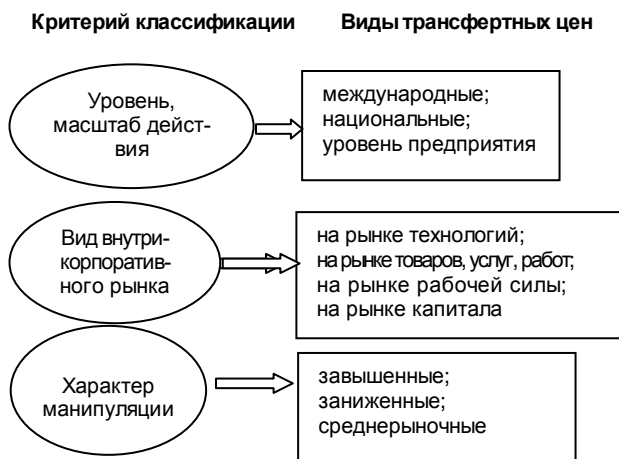 Критерий классификации
Виды трансфертных цен
Уровень,
масштаб дейст-
вия
международные;
национальные;
уровень предприятия
Вид внутри-
корпоратив-
ного рынка
на рынке технологий;
на рынке товаров, услуг, работ;
на рынке рабочей силы;
на рынке капитала
Характер
манипуляции
завышенные;
заниженные;
среднерыночные